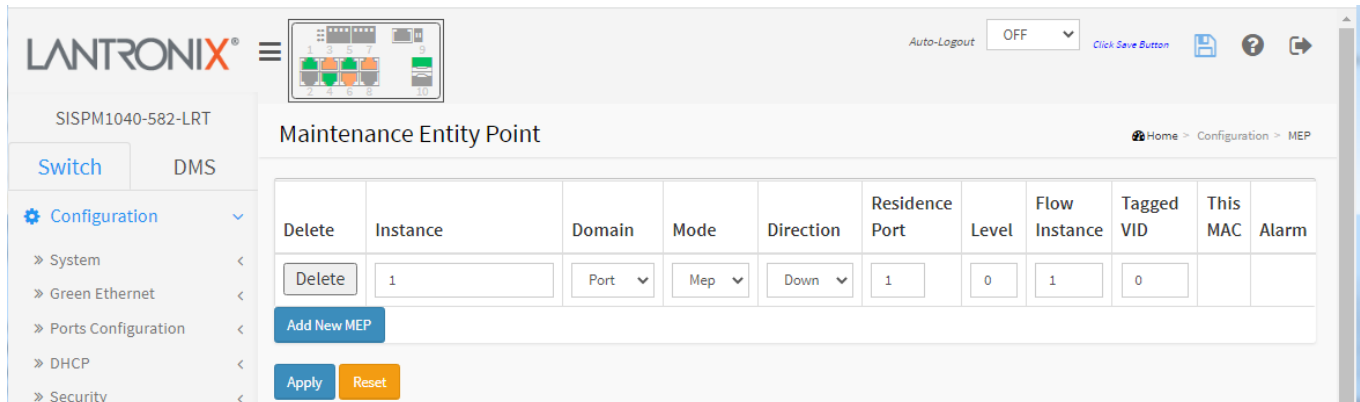 LANTRONIX®
1 3 5 7 9
2 4 6 8 10
Auto-Logout OFF Click Save Button
SISPM1040-582-LRT
Switch DMS
Configuration
» System
» Green Ethernet
» Ports Configuration
» DHCP
» Security
Maintenance Entity Point
Home > Configuration > MEP
Delete Instance Domain Mode Direction Residence Port Level Flow Instance Tagged VID This MAC Alarm
Delete 1 Port Mep Down 1 0 1 0
Add New MEP
Apply Reset